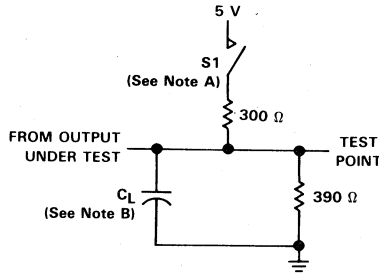 5 V
S1
(See Note A)
300 Ω
FROM OUTPUT
UNDER TEST
TEST
POINT
CL
(See Note B)
390 Ω